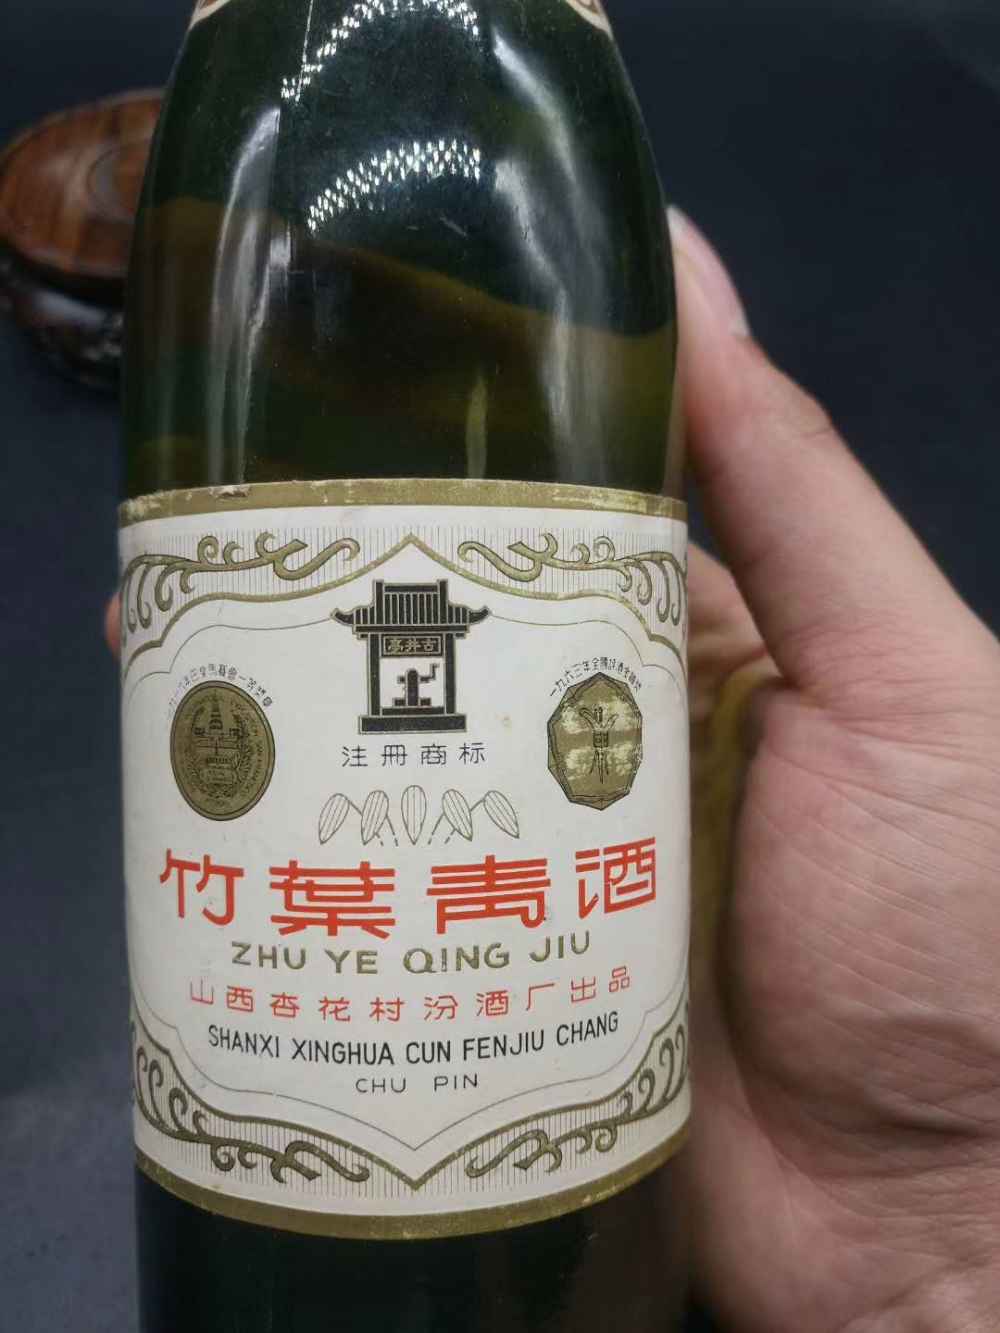 古井亭
注册商标
竹葉青酒
ZHU YE QING JIU
山西杏花村汾酒厂出品
SHANXI XINGHUA CUN FENJIU CHANG
CHU PIN